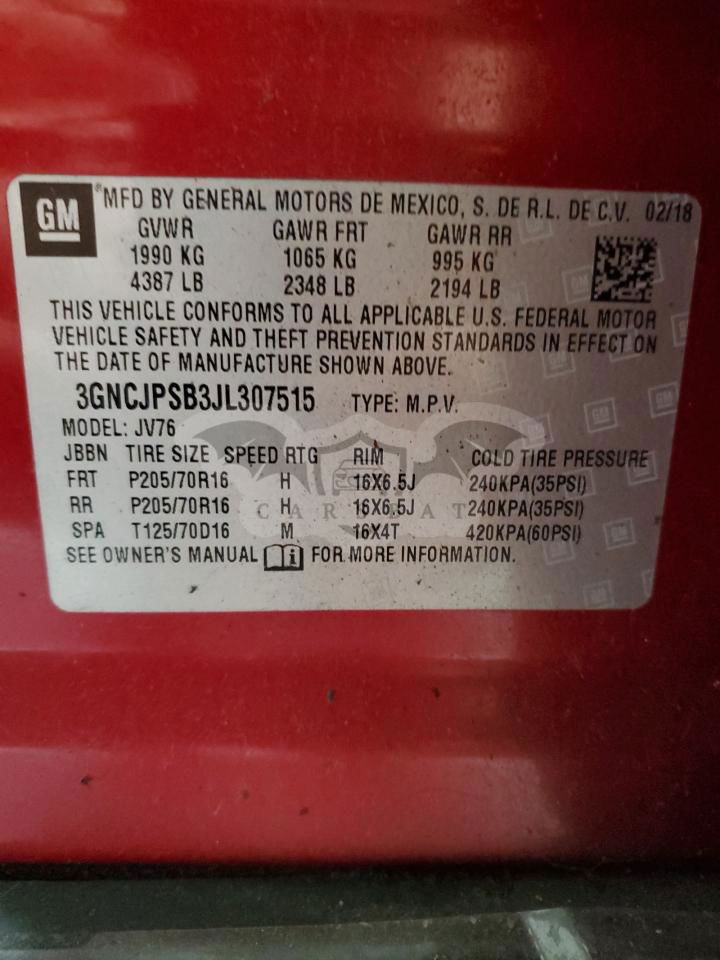 GM
®MFD BY GENERAL MOTORS DE MEXICO, S. DE R.L. DE C.V. 02/18
GVWR GAWR FRT GAWR RR
1990 KG 1065 KG 995 KG
4387 LB 2348 LB 2194 LB
THIS VEHICLE CONFORMS TO ALL APPLICABLE U.S. FEDERAL MOTOR
VEHICLE SAFETY AND THEFT PREVENTION STANDARDS IN EFFECT ON
THE DATE OF MANUFACTURE SHOWN ABOVE.
3GNCJPSB3JL307515 TYPE: M.P.V.
MODEL: JV76
JBBN TIRE SIZE SPEED RTG RIM COLD TIRE PRESSURE
FRT P205/70R16 H 16X6.5J 240KPA(35PSI)
RR P205/70R16 H 16X6.5J 240KPA(35PSI)
CARBAT
SPA T125/70D16 M 16X4T 420KPA(60PSI)
SEE OWNER'S MANUAL i FOR MORE INFORMATION.